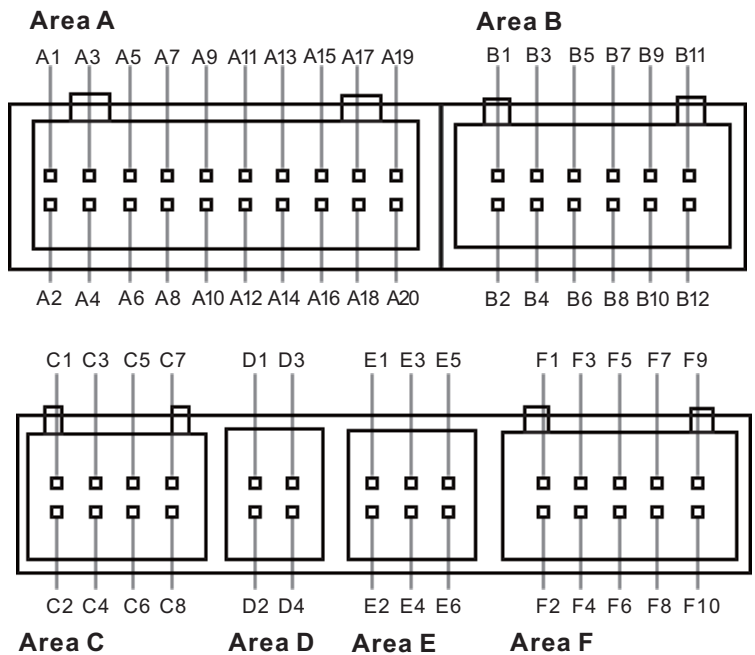 Area A Area B
A1 A3 A5 A7 A9 A11 A13 A15 A17 A19 B1 B3 B5 B7 B9 B11
A2 A4 A6 A8 A10 A12 A14 A16 A18 A20 B2 B4 B6 B8 B10 B12
C1 C3 C5 C7 D1 D3 E1 E3 E5 F1 F3 F5 F7 F9
C2 C4 C6 C8 D2 D4 E2 E4 E6 F2 F4 F6 F8 F10
Area C Area D Area E Area F